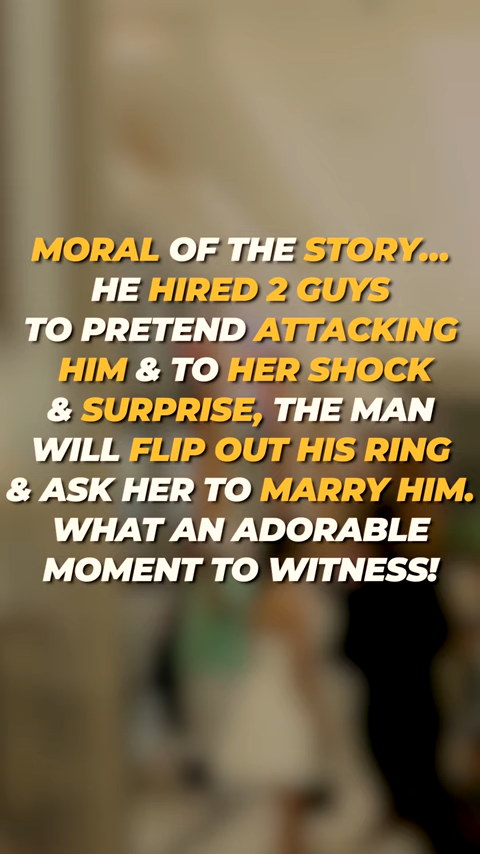 MORAL OF THE STORY...
HE HIRED 2 GUYS
TO PRETEND ATTACKING
HIM & TO HER SHOCK
& SURPRISE, THE MAN
WILL FLIP OUT HIS RING
& ASK HER TO MARRY HIM.
WHAT AN ADORABLE
MOMENT TO WITNESS!